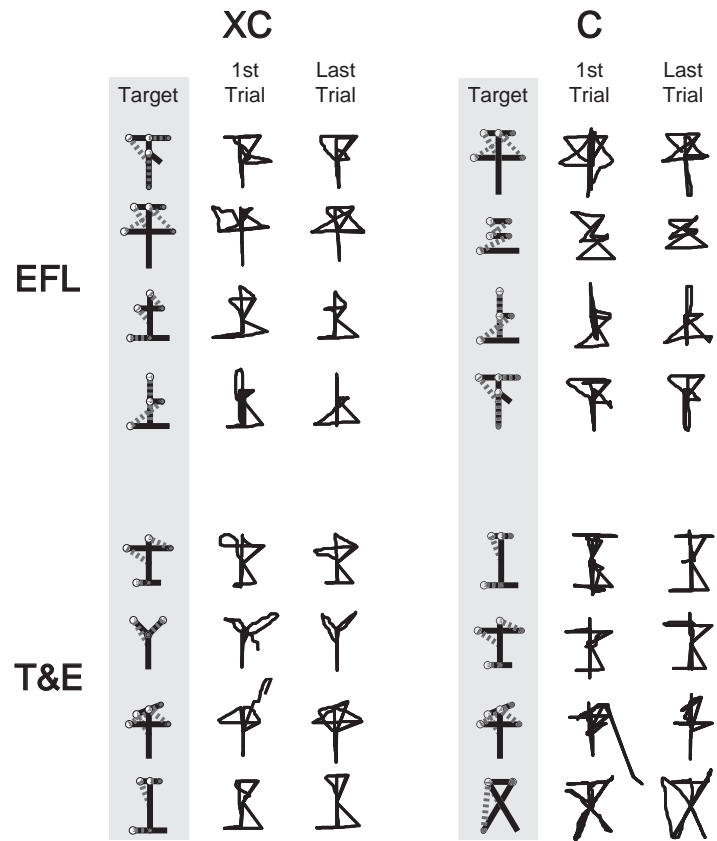 XC
C
Target
1st
Trial
Last
Trial
Target
1st
Trial
Last
Trial
EFL
T&E